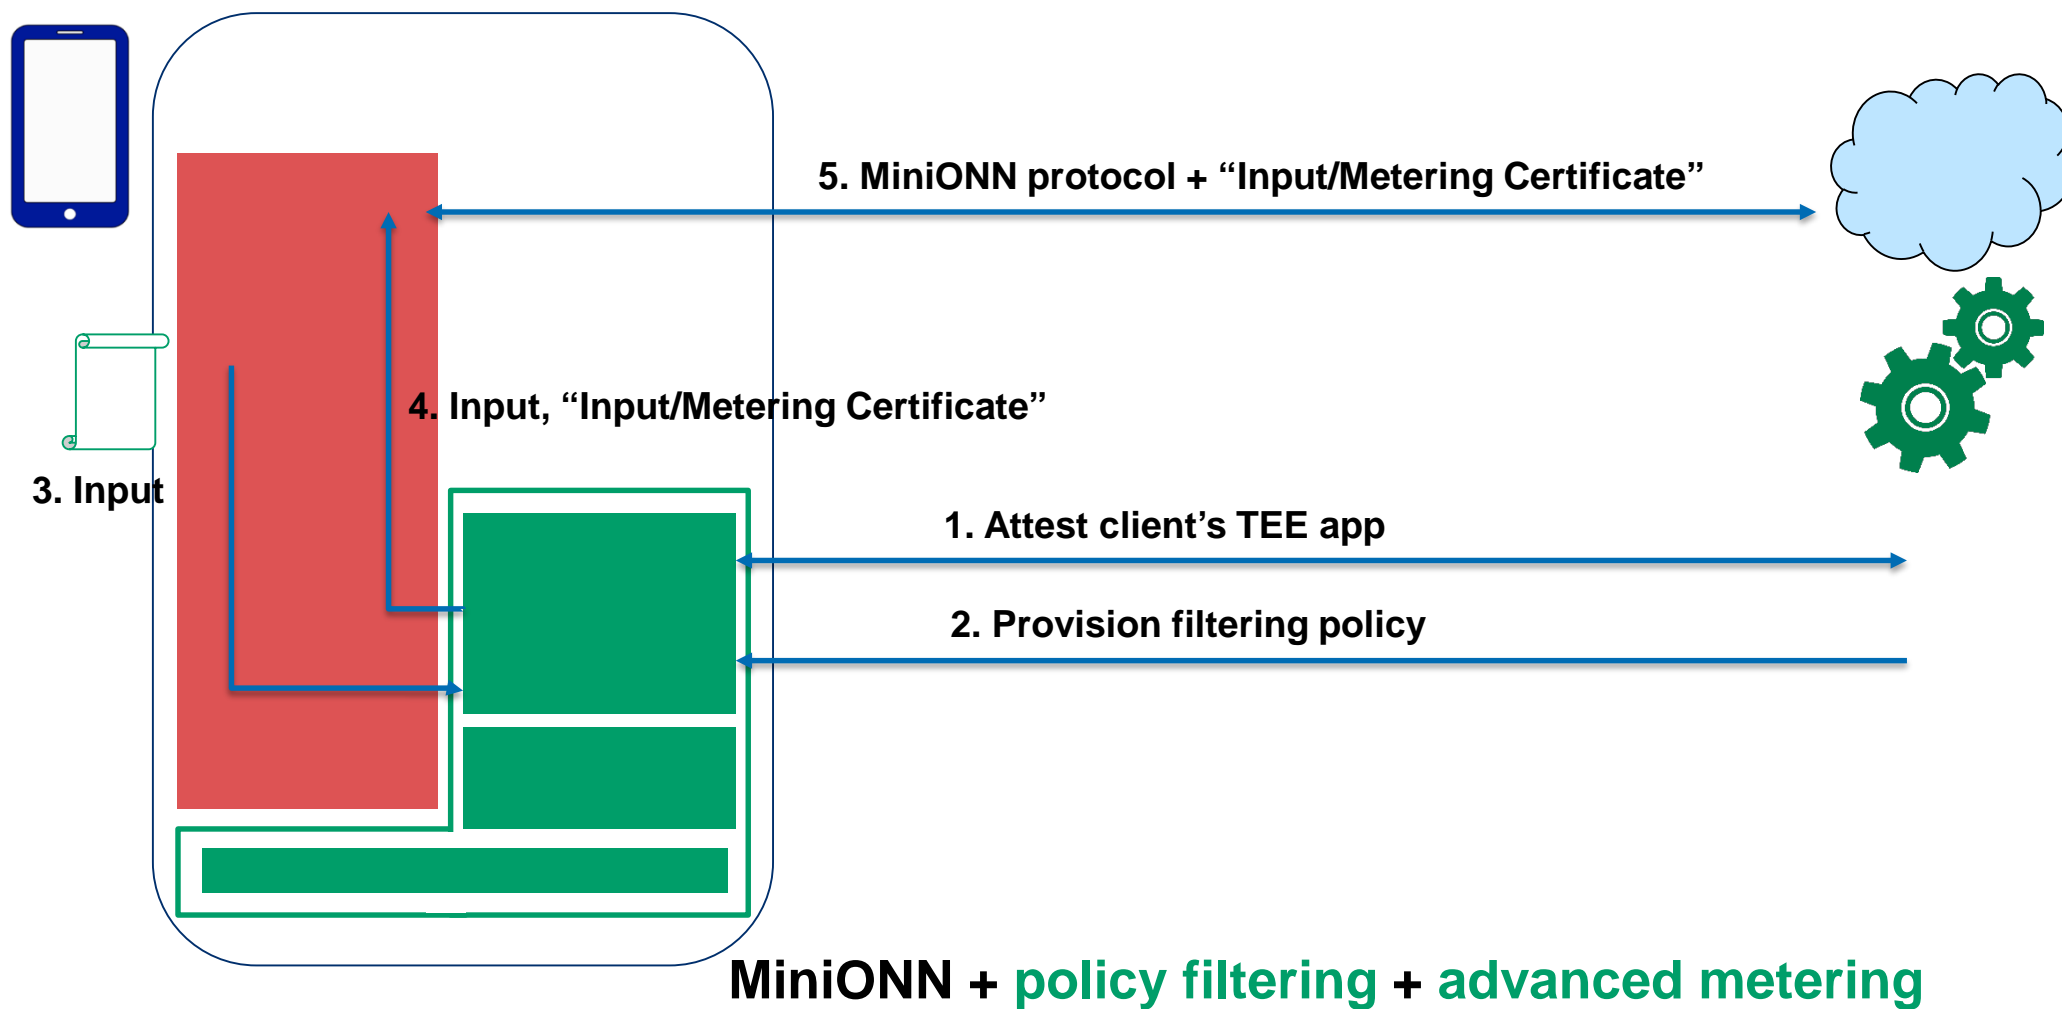 5. MiniONN protocol + “Input/Metering Certificate”
4. Input, “Input/Metering Certificate”
3. Input
1. Attest client’s TEE app
2. Provision filtering policy
MiniONN + policy filtering + advanced metering